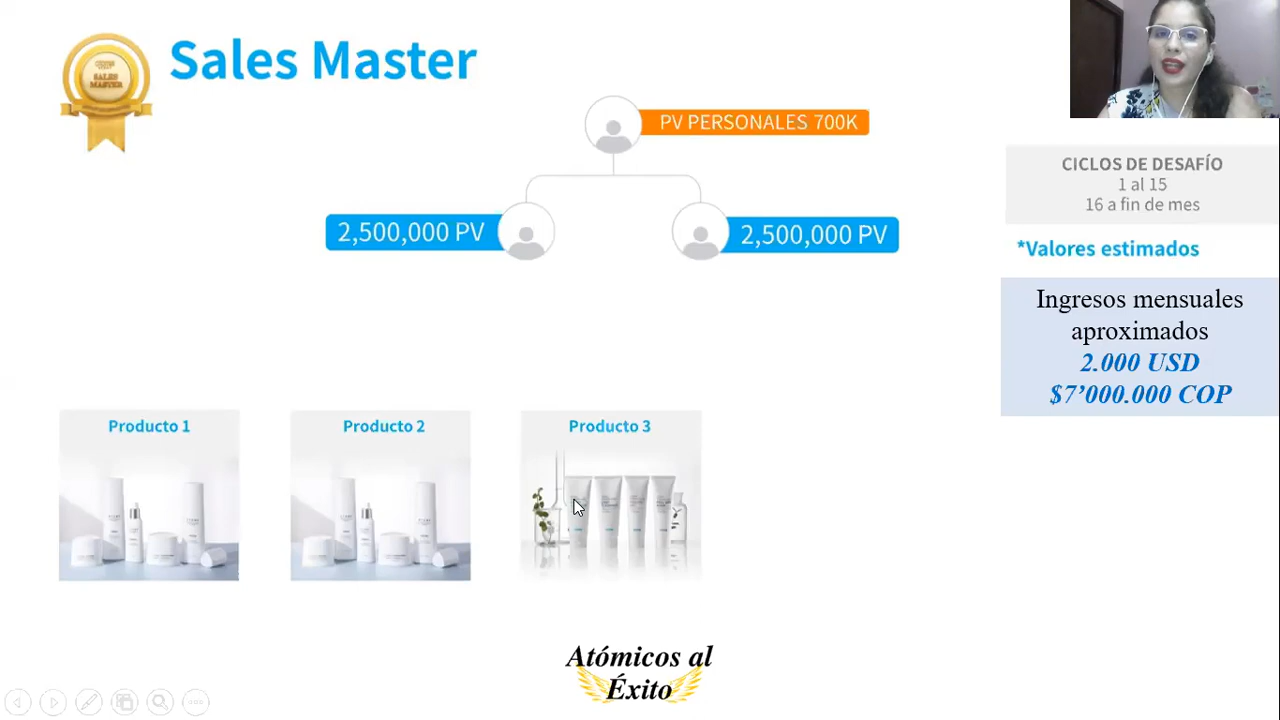 Sales Master
SALES
MASTER
PV PERSONALES 700K
2,500,000 PV
2,500,000 PV
CICLOS DE DESAFÍO
1 al 15
16 a fin de mes
*Valores estimados
Ingresos mensuales
aproximados
2.000 USD
$7’000.000 COP
Producto 1
Producto 2
Producto 3
Atómicos al
Éxito